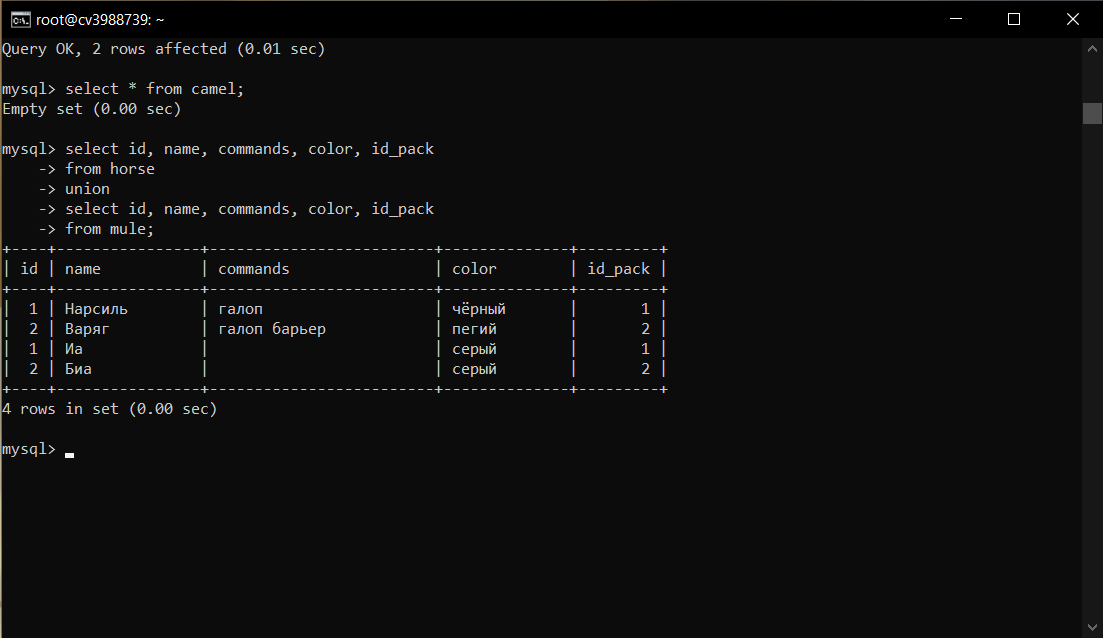 root@cv3988739: ~
Query OK, 2 rows affected (0.01 sec)
mysql> select * from camel;
Empty set (0.00 sec)
mysql> select id, name, commands, color, id_pack
    -> from horse
    -> union
    -> select id, name, commands, color, id_pack
    -> from mule;
+----+----------------+-------------------------+--------------+---------+
| id | name           | commands                | color        | id_pack |
+----+----------------+-------------------------+--------------+---------+
|  1 | Нарсиль        | галоп                   | чёрный       |       1 |
|  2 | Варяг          | галоп барьер            | пегий        |       2 |
|  1 | Иа             |                         | серый        |       1 |
|  2 | Биа            |                         | серый        |       2 |
+----+----------------+-------------------------+--------------+---------+
4 rows in set (0.00 sec)
mysql>